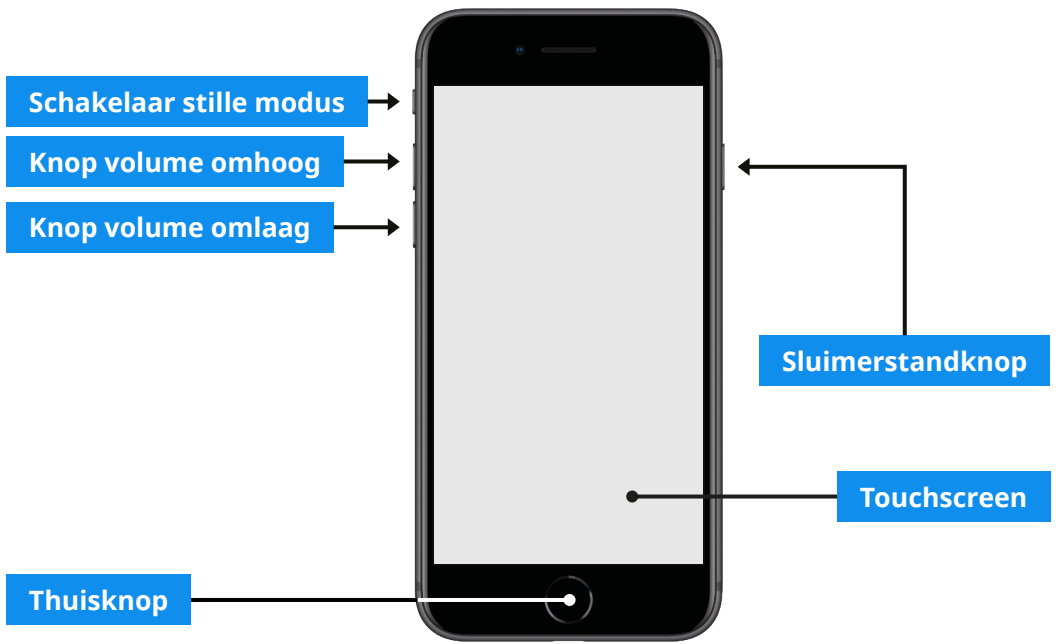 Schakelaar stille modus
Knop volume omhoog
Knop volume omlaag
Sluimerstandknop
Touchscreen
Thuisknop